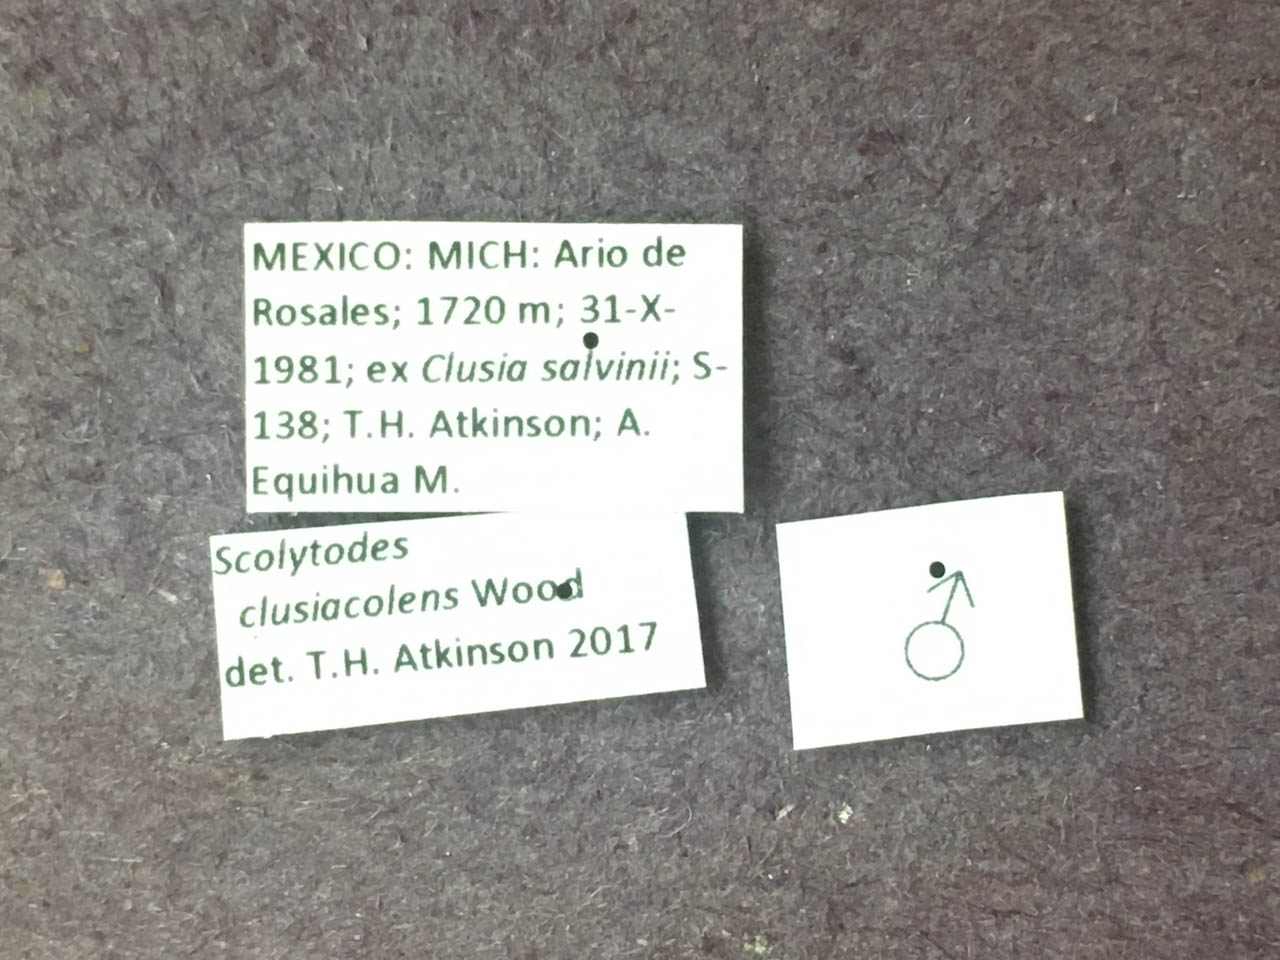 MEXICO: MICH: Ario de
Rosales; 1720 m; 31-X-
1981; ex Clusia salvinii; S-
138; T.H. Atkinson; A.
Equihua M.
Scolytodes
clusiacolens Wood
det. T.H. Atkinson 2017
♂